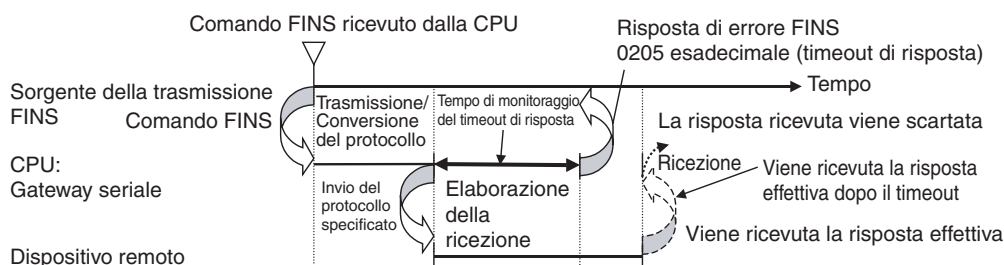 Comando FINS ricevuto dalla CPU
Risposta di errore FINS
0205 esadecimale (timeout di risposta)
Tempo
Sorgente della trasmissione
FINS
Comando FINS
Trasmissione/
Conversione
del protocollo
Tempo di monitoraggio
del timeout di risposta
La risposta ricevuta viene scartata
CPU:
Gateway seriale
Invio del
protocollo
specificato
Elaborazione
della
ricezione
Ricezione
Viene ricevuta la risposta
effettiva dopo il timeout
Viene ricevuta la risposta effettiva
Dispositivo remoto